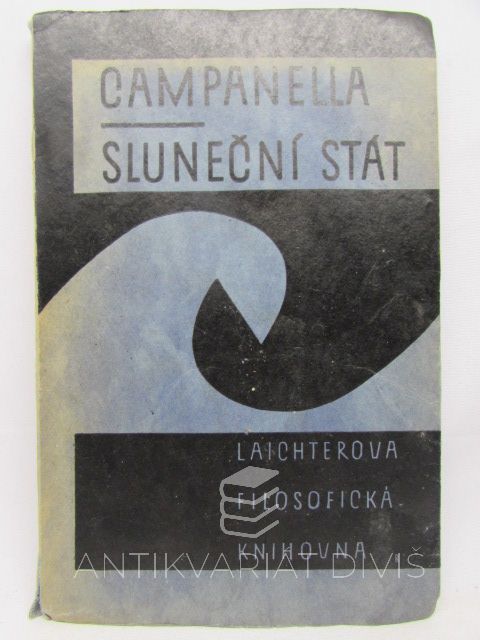 CAMPANELLA
SLUNEČNÍ STÁT
LAICHTEROVA
FILOSOFICKÁ
KNIHOVNA
ANTIKVARIÁT DIVIŠ